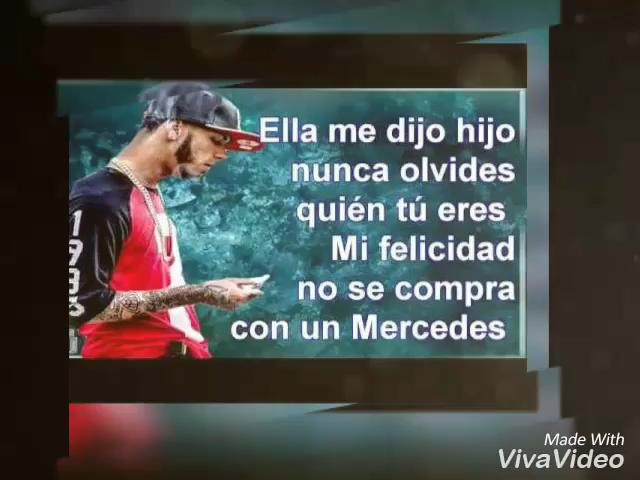 Ella me dijo hijo
nunca olvides
quién tú eres
Mi felicidad
no se compra
con un Mercedes
Made With
VivaVideo